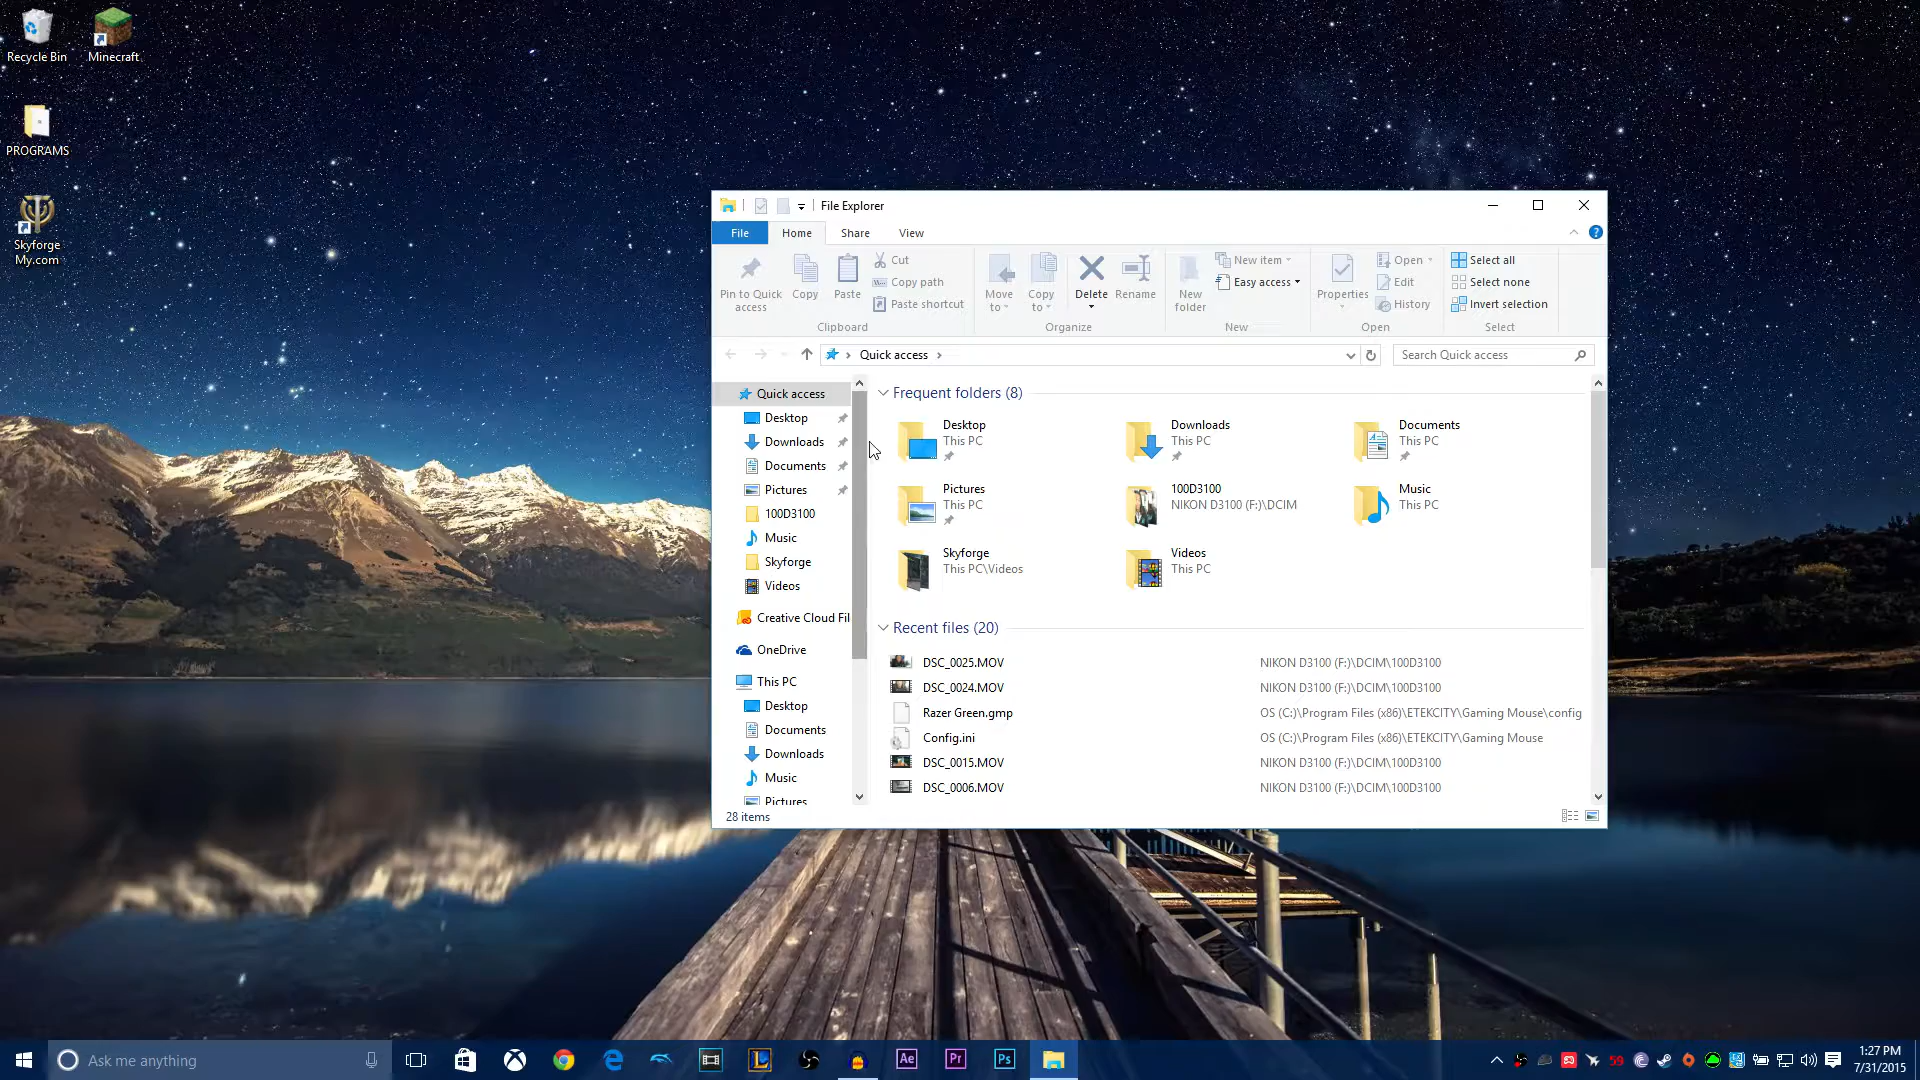 Recycle Bin
Minecraft
PROGRAMS
Skyforge
My.com
File Explorer
File
Home
Share
View
Pin to Quick
access
Copy
Paste
Cut
Copy path
Paste shortcut
Clipboard
Move
to
Copy
to
Delete
Rename
Organize
New
folder
New item
Easy access
New
Properties
Open
Edit
History
Open
Select all
Select none
Invert selection
Select
Quick access
Search Quick access
Quick access
Desktop
Downloads
Documents
Pictures
100D3100
Music
Skyforge
Videos
Creative Cloud Fil
OneDrive
This PC
Desktop
Documents
Downloads
Music
Pictures
Frequent folders (8)
Desktop
This PC
Downloads
This PC
Documents
This PC
Pictures
This PC
100D3100
NIKON D3100 (F:)\DCIM
Music
This PC
Skyforge
This PC\Videos
Videos
This PC
Recent files (20)
DSC_0025.MOV NIKON D3100 (F:)\DCIM\100D3100
DSC_0024.MOV NIKON D3100 (F:)\DCIM\100D3100
Razer Green.gmp OS (C:)\Program Files (x86)\ETEKCITY\Gaming Mouse\config
Config.ini OS (C:)\Program Files (x86)\ETEKCITY\Gaming Mouse
DSC_0015.MOV NIKON D3100 (F:)\DCIM\100D3100
DSC_0006.MOV NIKON D3100 (F:)\DCIM\100D3100
28 items
Ask me anything
L
Ae
Pr
Ps
59
1:27 PM
7/31/2015